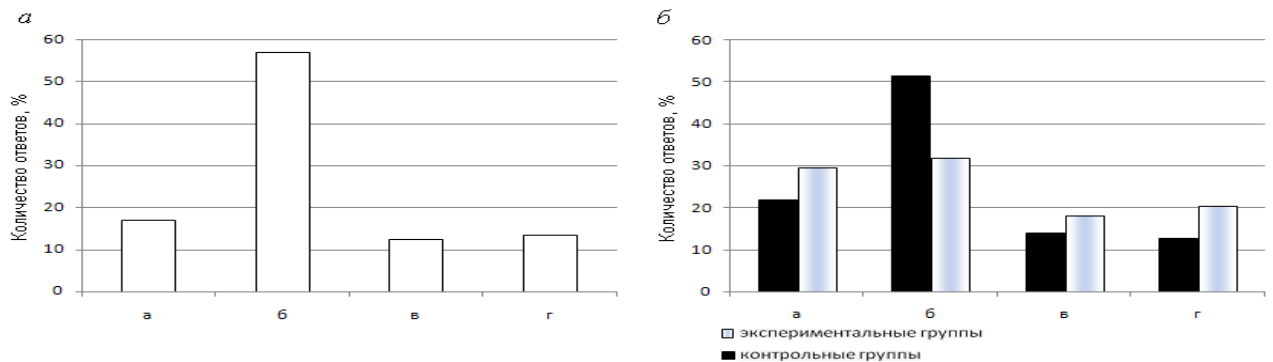 а
Количество ответов, %
60
50
40
30
20
10
0
а б в г
б
Количество ответов, %
60
50
40
30
20
10
0
а б в г
экспериментальные группы
контрольные группы